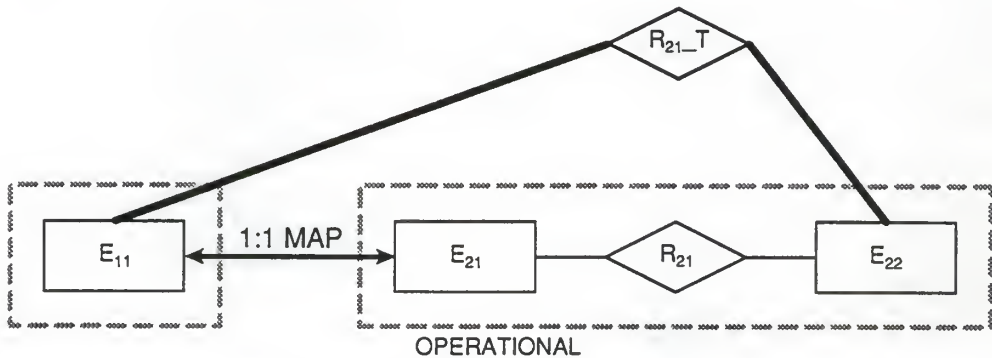 R21_T
1:1 MAP
E11
E21
R21
E22
OPERATIONAL